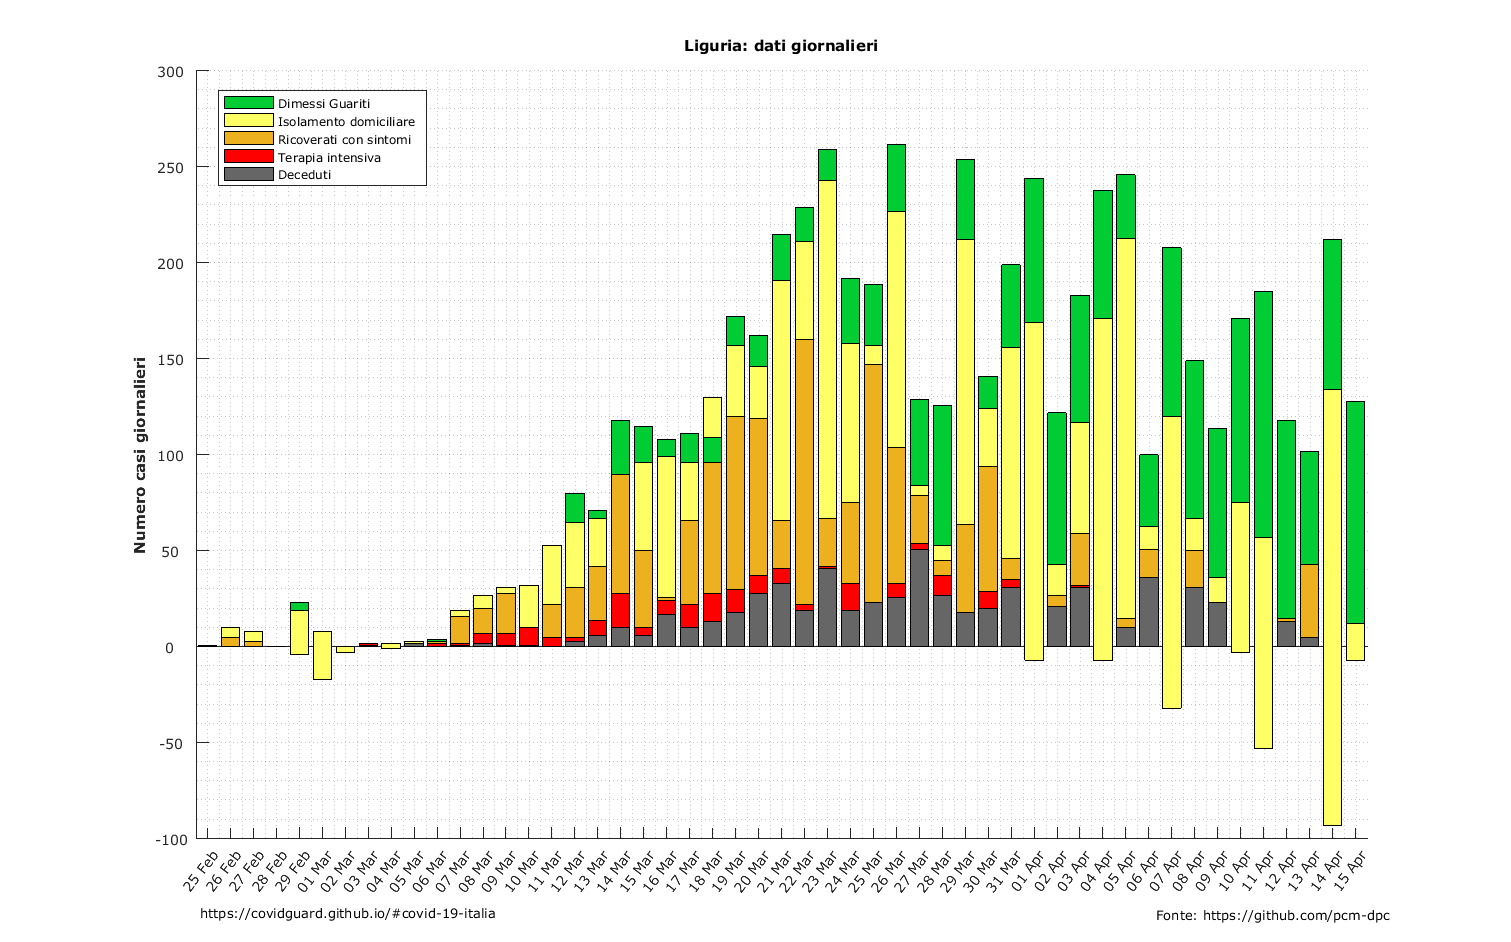 Liguria: dati giornalieri
300
250
200
150
100
50
0
-50
-100
Numero casi giornalieri
Dimessi Guariti
Isolamento domiciliare
Ricoverati con sintomi
Terapia intensiva
Deceduti
25 Feb
26 Feb
27 Feb
28 Feb
29 Feb
01 Mar
02 Mar
03 Mar
04 Mar
05 Mar
06 Mar
07 Mar
08 Mar
09 Mar
10 Mar
11 Mar
12 Mar
13 Mar
14 Mar
15 Mar
16 Mar
17 Mar
18 Mar
19 Mar
20 Mar
21 Mar
22 Mar
23 Mar
24 Mar
25 Mar
26 Mar
27 Mar
28 Mar
29 Mar
30 Mar
31 Mar
01 Apr
02 Apr
03 Apr
04 Apr
05 Apr
06 Apr
07 Apr
08 Apr
09 Apr
10 Apr
11 Apr
12 Apr
13 Apr
14 Apr
15 Apr
https://covidguard.github.io/#covid-19-italia
Fonte: https://github.com/pcm-dpc